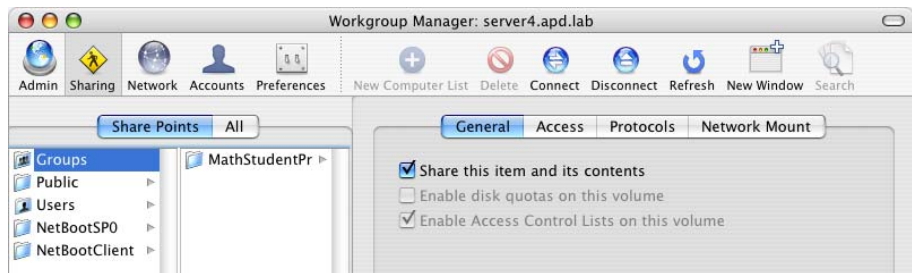 Workgroup Manager: server4.apd.lab
Admin Sharing Network Accounts Preferences New Computer List Delete Connect Disconnect Refresh New Window Search
Share Points All
General Access Protocols Network Mount
Groups
Public
Users
NetBootSP0
NetBootClient
MathStudentPr
Share this item and its contents
Enable disk quotas on this volume
Enable Access Control Lists on this volume